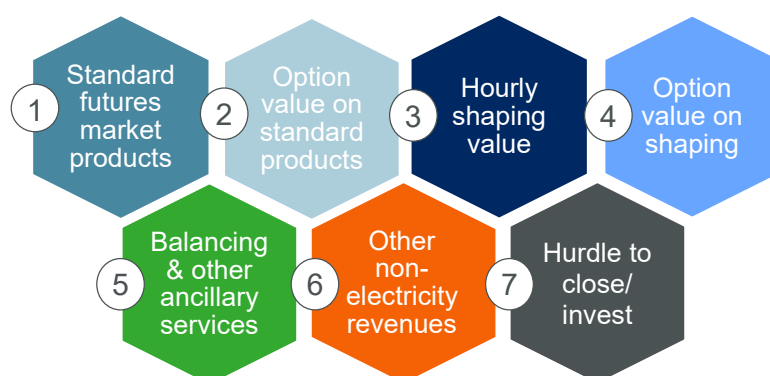 1
Standard
futures
market
products
2
Option
value on
standard
products
3
Hourly
shaping
value
4
Option
value on
shaping
5
Balancing
& other
ancillary
services
6
Other
non-
electricity
revenues
7
Hurdle to
close/
invest